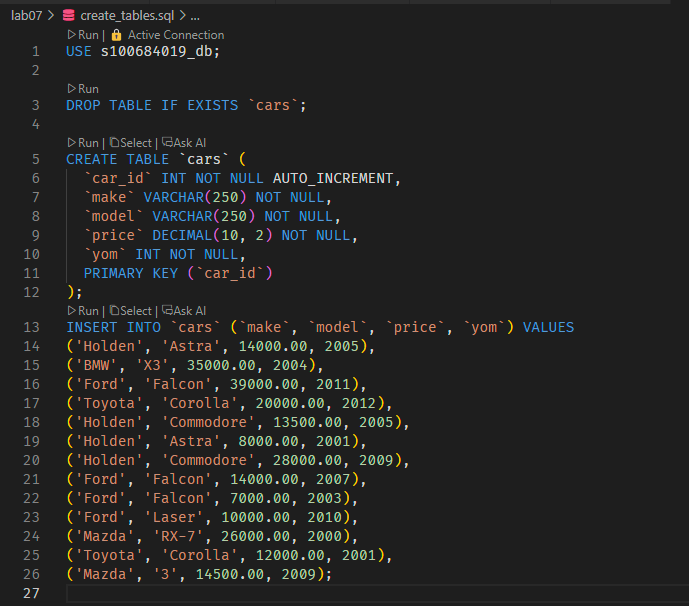 lab07 > create_tables.sql > ...
Run | Active Connection
1 USE s100684019_db;
2
Run
3 DROP TABLE IF EXISTS `cars`;
4
Run | Select | Ask AI
5 CREATE TABLE `cars` (
6 `car_id` INT NOT NULL AUTO_INCREMENT,
7 `make` VARCHAR(250) NOT NULL,
8 `model` VARCHAR(250) NOT NULL,
9 `price` DECIMAL(10, 2) NOT NULL,
10 `yom` INT NOT NULL,
11 PRIMARY KEY (`car_id`)
12 );
Run | Select | Ask AI
13 INSERT INTO `cars` (`make`, `model`, `price`, `yom`) VALUES
14 ('Holden', 'Astra', 14000.00, 2005),
15 ('BMW', 'X3', 35000.00, 2004),
16 ('Ford', 'Falcon', 39000.00, 2011),
17 ('Toyota', 'Corolla', 20000.00, 2012),
18 ('Holden', 'Commodore', 13500.00, 2005),
19 ('Holden', 'Astra', 8000.00, 2001),
20 ('Holden', 'Commodore', 28000.00, 2009),
21 ('Ford', 'Falcon', 14000.00, 2007),
22 ('Ford', 'Falcon', 7000.00, 2003),
23 ('Ford', 'Laser', 10000.00, 2010),
24 ('Mazda', 'RX-7', 26000.00, 2000),
25 ('Toyota', 'Corolla', 12000.00, 2001),
26 ('Mazda', '3', 14500.00, 2009);
27